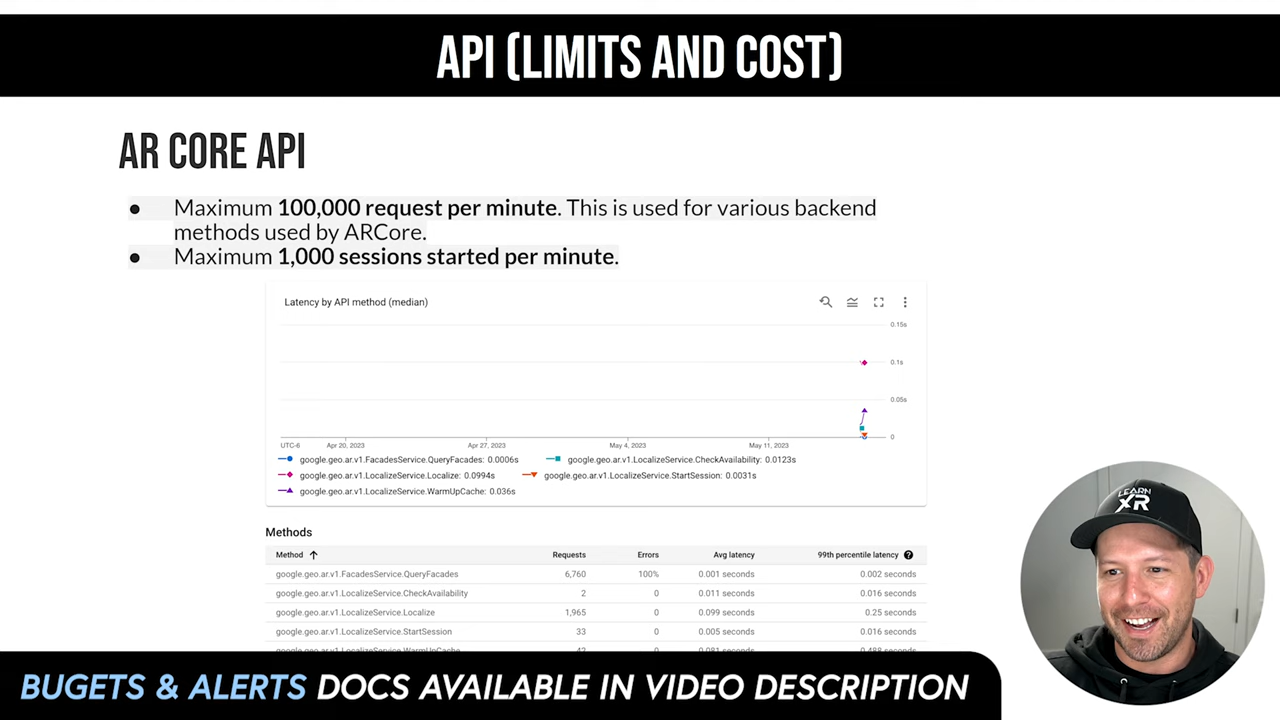 API (LIMITS AND COST)
AR CORE API
● Maximum 100,000 request per minute. This is used for various backend
methods used by ARCore.
● Maximum 1,000 sessions started per minute.
Latency by API method (median)
0.15s
0.1s
0.05s
0
UTC-6 Apr 20, 2023 Apr 27, 2023 May 4, 2023 May 11, 2023
google.geo.ar.v1.FacadesService.QueryFacades: 0.0006s google.geo.ar.v1.LocalizeService.CheckAvailability: 0.0123s
google.geo.ar.v1.LocalizeService.Localize: 0.0994s google.geo.ar.v1.LocalizeService.StartSession: 0.0031s
google.geo.ar.v1.LocalizeService.WarmUpCache: 0.036s
Methods
Method Requests Errors Avg latency 99th percentile latency ?
google.geo.ar.v1.FacadesService.QueryFacades 6,760 100% 0.001 seconds 0.002 seconds
google.geo.ar.v1.LocalizeService.CheckAvailability 2 0 0.011 seconds 0.016 seconds
google.geo.ar.v1.LocalizeService.Localize 1,965 0 0.099 seconds 0.25 seconds
google.geo.ar.v1.LocalizeService.StartSession 33 0 0.005 seconds 0.016 seconds
google.geo.ar.v1.LocalizeService.WarmUpCache 0
LEARN
XR
BUGETS & ALERTS DOCS AVAILABLE IN VIDEO DESCRIPTION